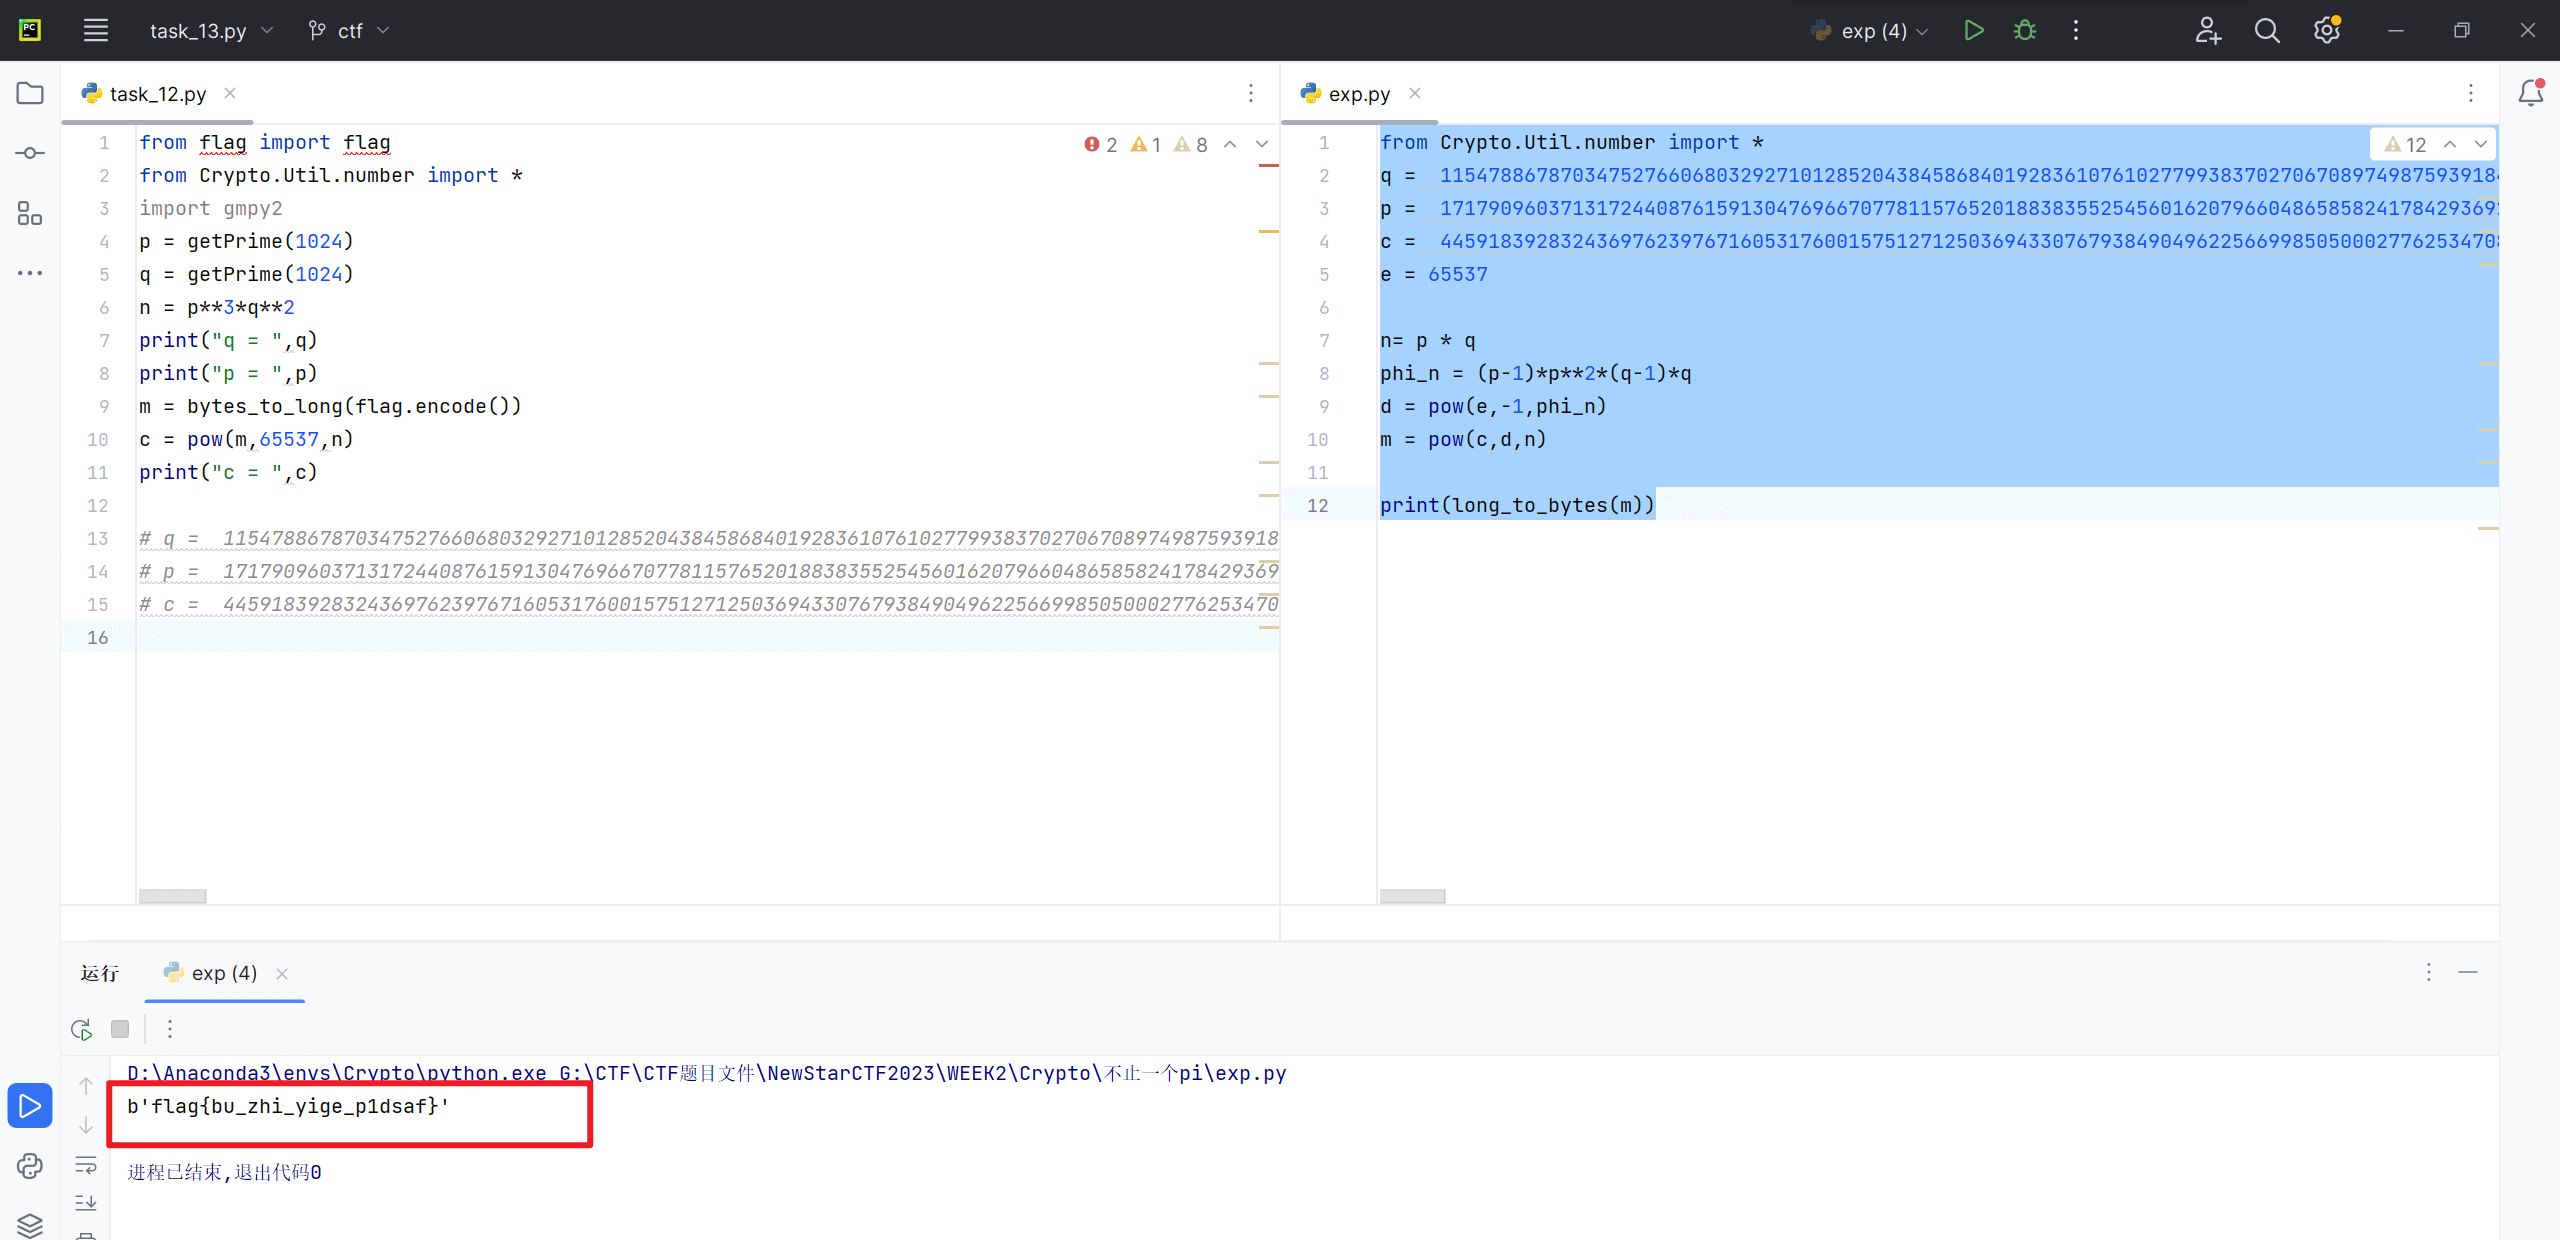 PC
task_13.py
ctf
exp (4)
task_12.py
2 1 8
1 from flag import flag
2 from Crypto.Util.number import *
3 import gmpy2
4 p = getPrime(1024)
5 q = getPrime(1024)
6 n = p**3*q**2
7 print("q = ",q)
8 print("p = ",p)
9 m = bytes_to_long(flag.encode())
10 c = pow(m,65537,n)
11 print("c = ",c)
12
13 # q =  1154788678703475276606803292710128520438458684019283610761027799383702706708974987593918
14 # p =  1717909603713172440876159130476966707781157652018838355254560162079660486585824178429369
15 # c =  4459183928324369762397671605317600157512712503694330767938490496225669985050002776253470
16
exp.py
12
1 from Crypto.Util.number import *
2 q =  1154788678703475276606803292710128520438458684019283610761027799383702706708974987593918
3 p =  171790960371317244087615913047696670778115765201883835525456016207966048658582417842936
4 c =  4459183928324369762397671605317600157512712503694330767938490496225669985050002776253470
5 e = 65537
6
7 n= p * q
8 phi_n = (p-1)*p**2*(q-1)*q
9 d = pow(e,-1,phi_n)
10 m = pow(c,d,n)
11
12 print(long_to_bytes(m))
运行
exp (4)
D:\Anaconda3\envs\Crypto\python.exe G:\CTF\CTF题目文件\NewStarCTF2023\WEEK2\Crypto\不止一个pi\exp.py
b'flag{bu_zhi_yige_p1dsaf}'
进程已结束,退出代码0